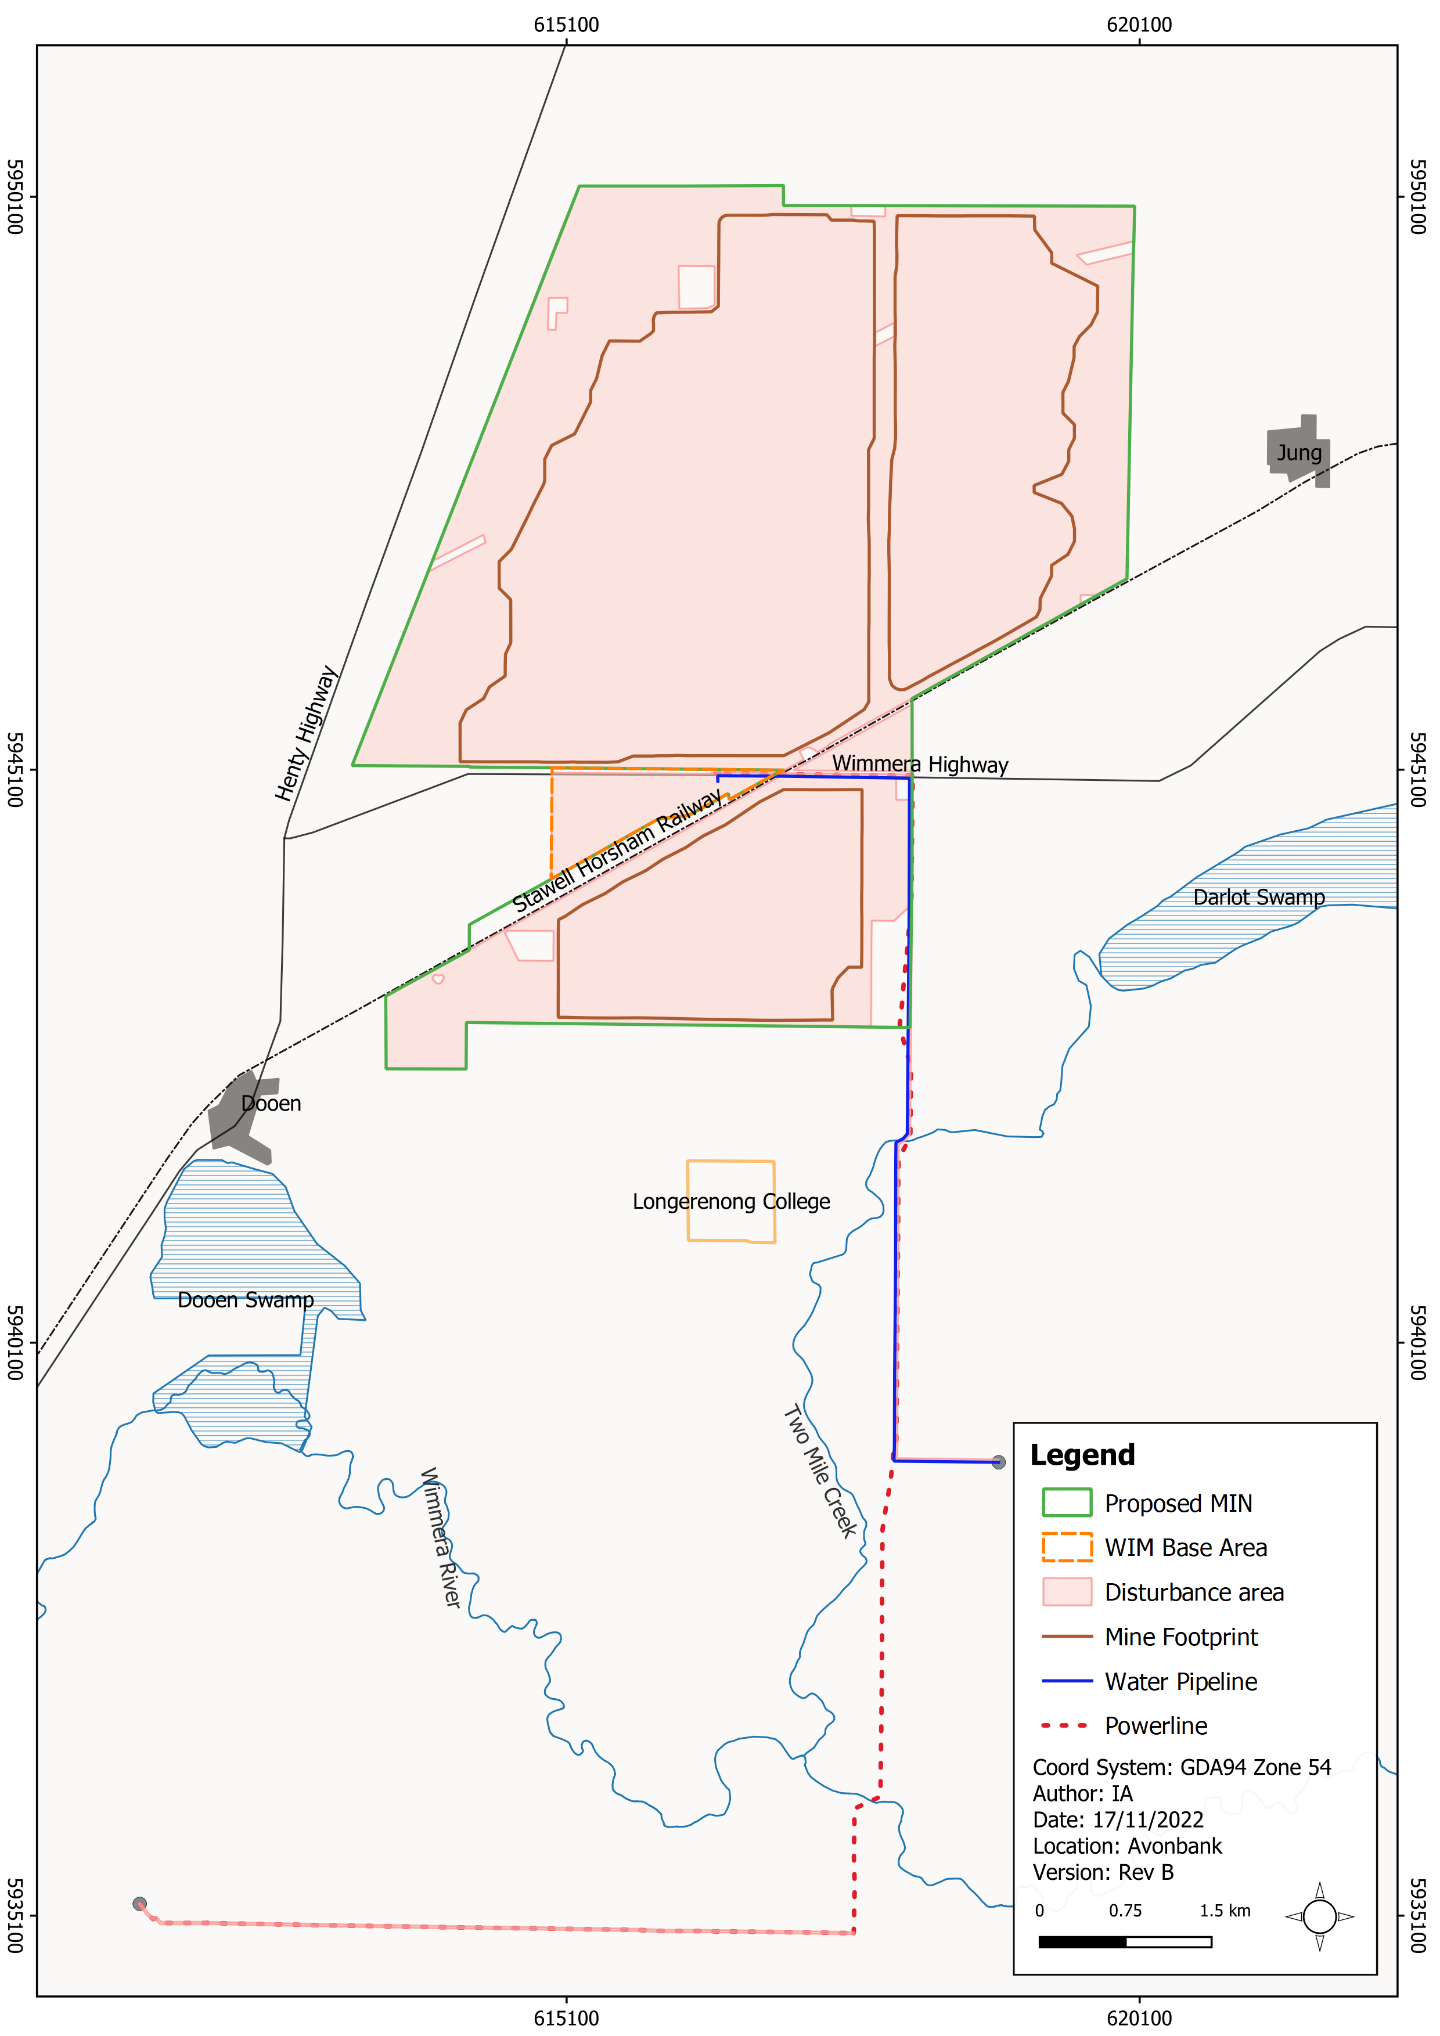 615100
620100
5950100
5950100
Jung
Henty Highway
5945100
Wimmera Highway
5945100
Stawell Horsham Railway
Darlot Swamp
Dooen
Longerenong College
Dooen Swamp
5940100
5940100
Two Mile Creek
Wimmera River
Legend
Proposed MIN
WIM Base Area
Disturbance area
Mine Footprint
Water Pipeline
Powerline
Coord System: GDA94 Zone 54
Author: IA
Date: 17/11/2022
Location: Avonbank
Version: Rev B
0 0.75 1.5 km
5935100
5935100
615100
620100